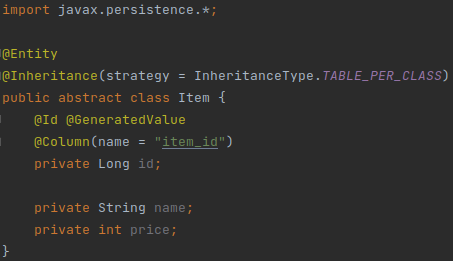 import javax.persistence.*;
@Entity
@Inheritance(strategy = InheritanceType.TABLE_PER_CLASS)
public abstract class Item {
@Id @GeneratedValue
@Column(name = "item_id")
private Long id;
private String name;
private int price;
}